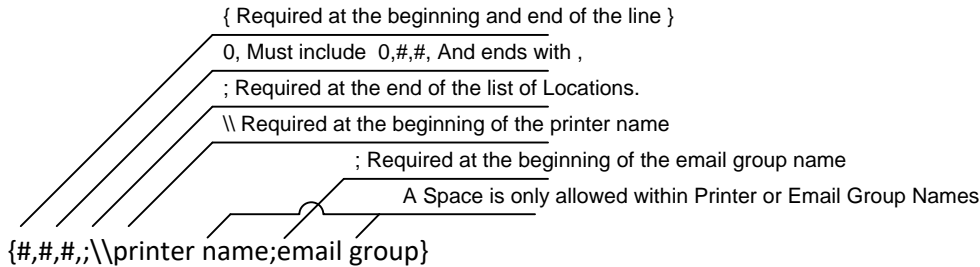 { Required at the beginning and end of the line }
0, Must include  0,#,#, And ends with ,
; Required at the end of the list of Locations.
\\ Required at the beginning of the printer name
; Required at the beginning of the email group name
A Space is only allowed within Printer or Email Group Names
{#,#,#,;\\printer name;email group}